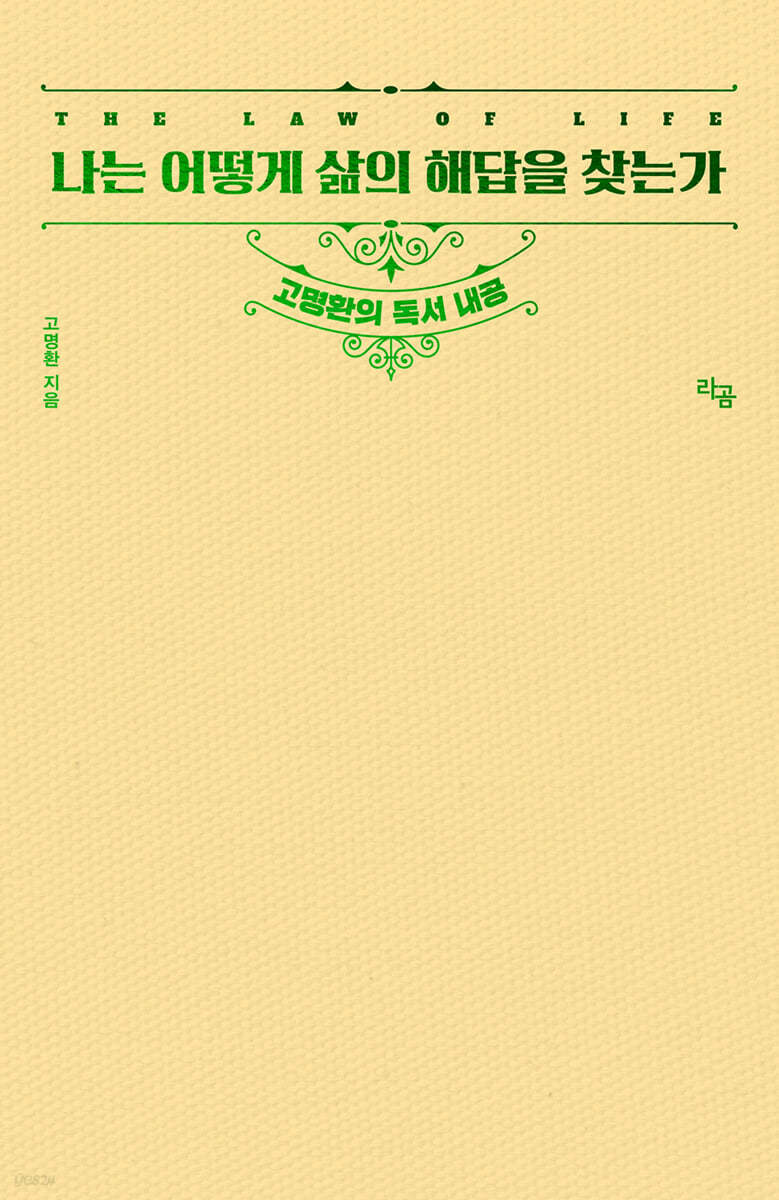 THE LAW OF LIFE
나는 어떻게 삶의 해답을 찾는가
고명환의 독서 내공
고명환 지음
라곰
YES24